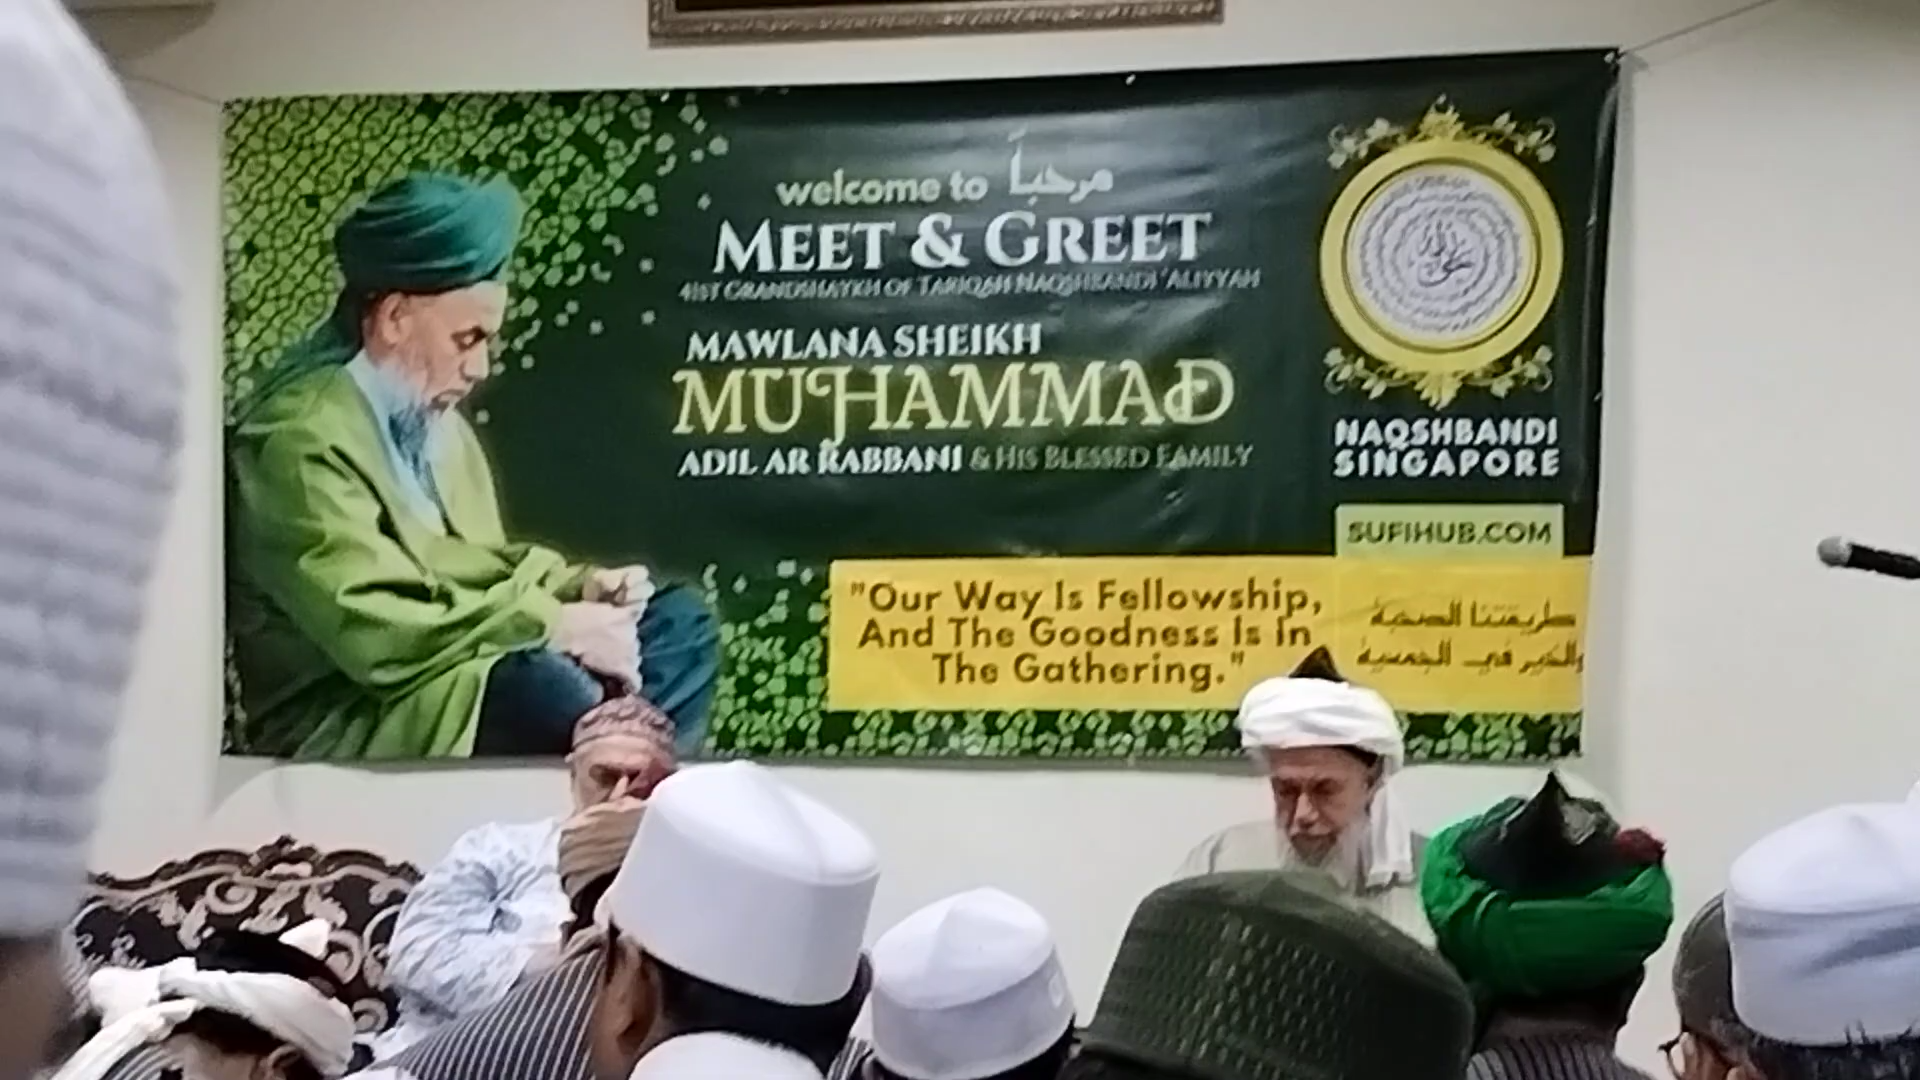 welcome to مرحباً
MEET & GREET
41ST GRANDSHAYKH OF TARIQAH NAQSHBANDI 'ALIYYAH
MAWLANA SHEIKH
MUHAMMAD
ADIL AR RABBANI & HIS BLESSED FAMILY
NAQSHBANDI
SINGAPORE
SUFIHUB.COM
"Our Way Is Fellowship,
And The Goodness Is In
The Gathering."
طريقتنا الصحبة
والخير في الجمعية